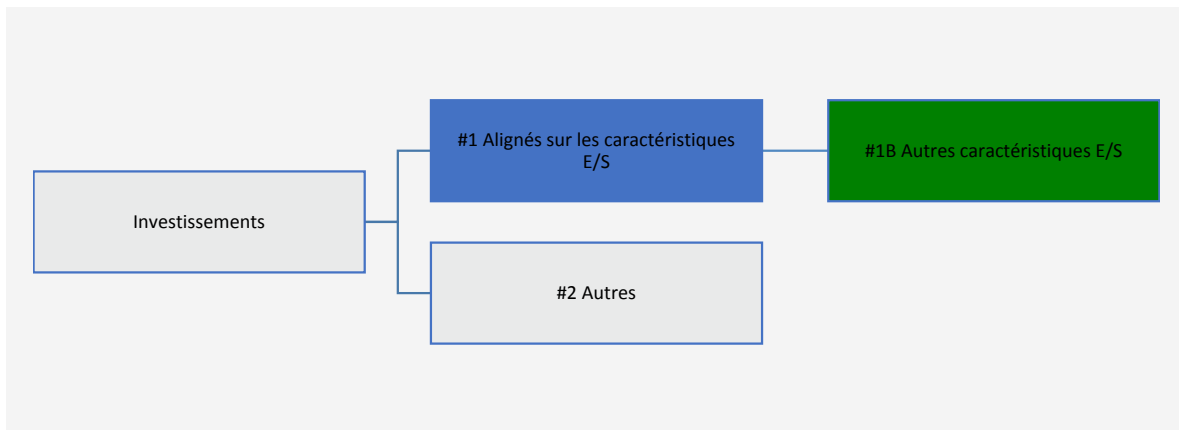 #1 Alignés sur les caractéristiques
E/S
#1B Autres caractéristiques E/S
Investissements
#2 Autres